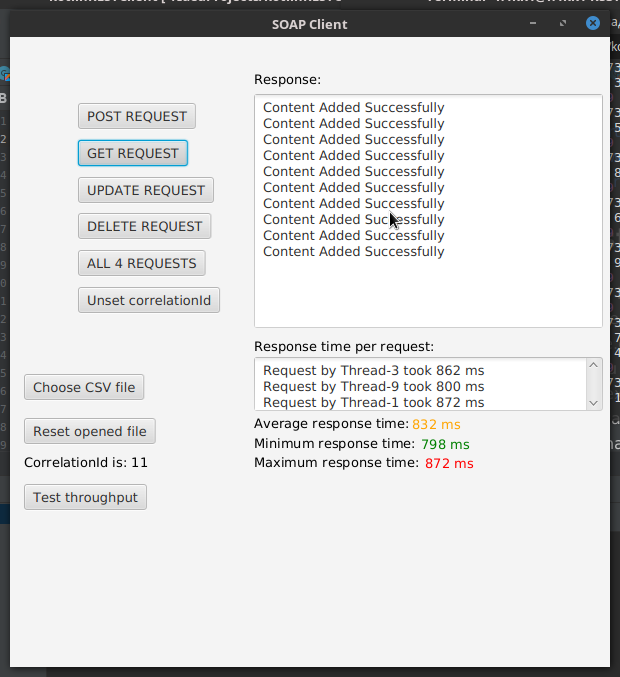 SOAP Client
Response:
Content Added Successfully
Content Added Successfully
Content Added Successfully
Content Added Successfully
Content Added Successfully
Content Added Successfully
Content Added Successfully
Content Added Successfully
Content Added Successfully
Content Added Successfully
POST REQUEST
GET REQUEST
UPDATE REQUEST
DELETE REQUEST
ALL 4 REQUESTS
Unset correlationId
Response time per request:
Request by Thread-3 took 862 ms
Request by Thread-9 took 800 ms
Request by Thread-1 took 872 ms
Average response time: 832 ms
Minimum response time: 798 ms
Maximum response time: 872 ms
Choose CSV file
Reset opened file
CorrelationId is: 11
Test throughput